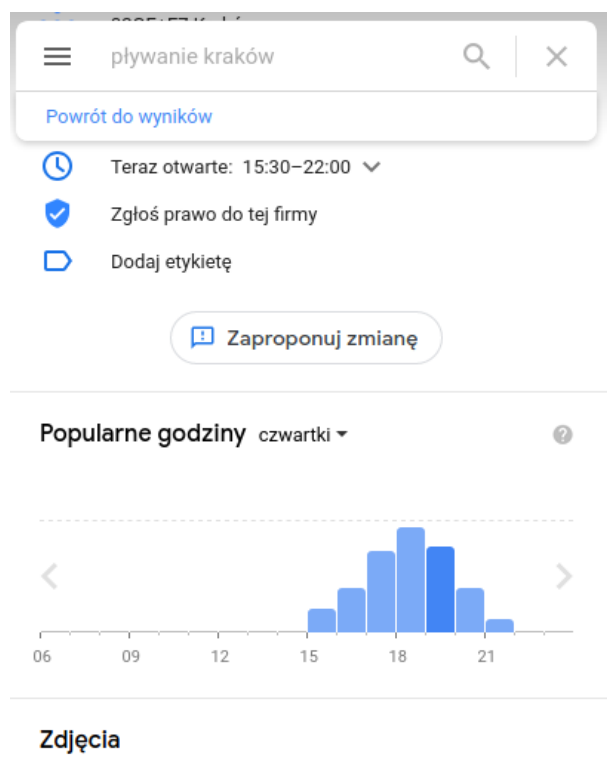 pływanie kraków
Powrót do wyników
Teraz otwarte: 15:30–22:00
Zgłoś prawo do tej firmy
Dodaj etykietę
Zaproponuj zmianę
Popularne godziny czwartki
06 09 12 15 18 21
Zdjęcia